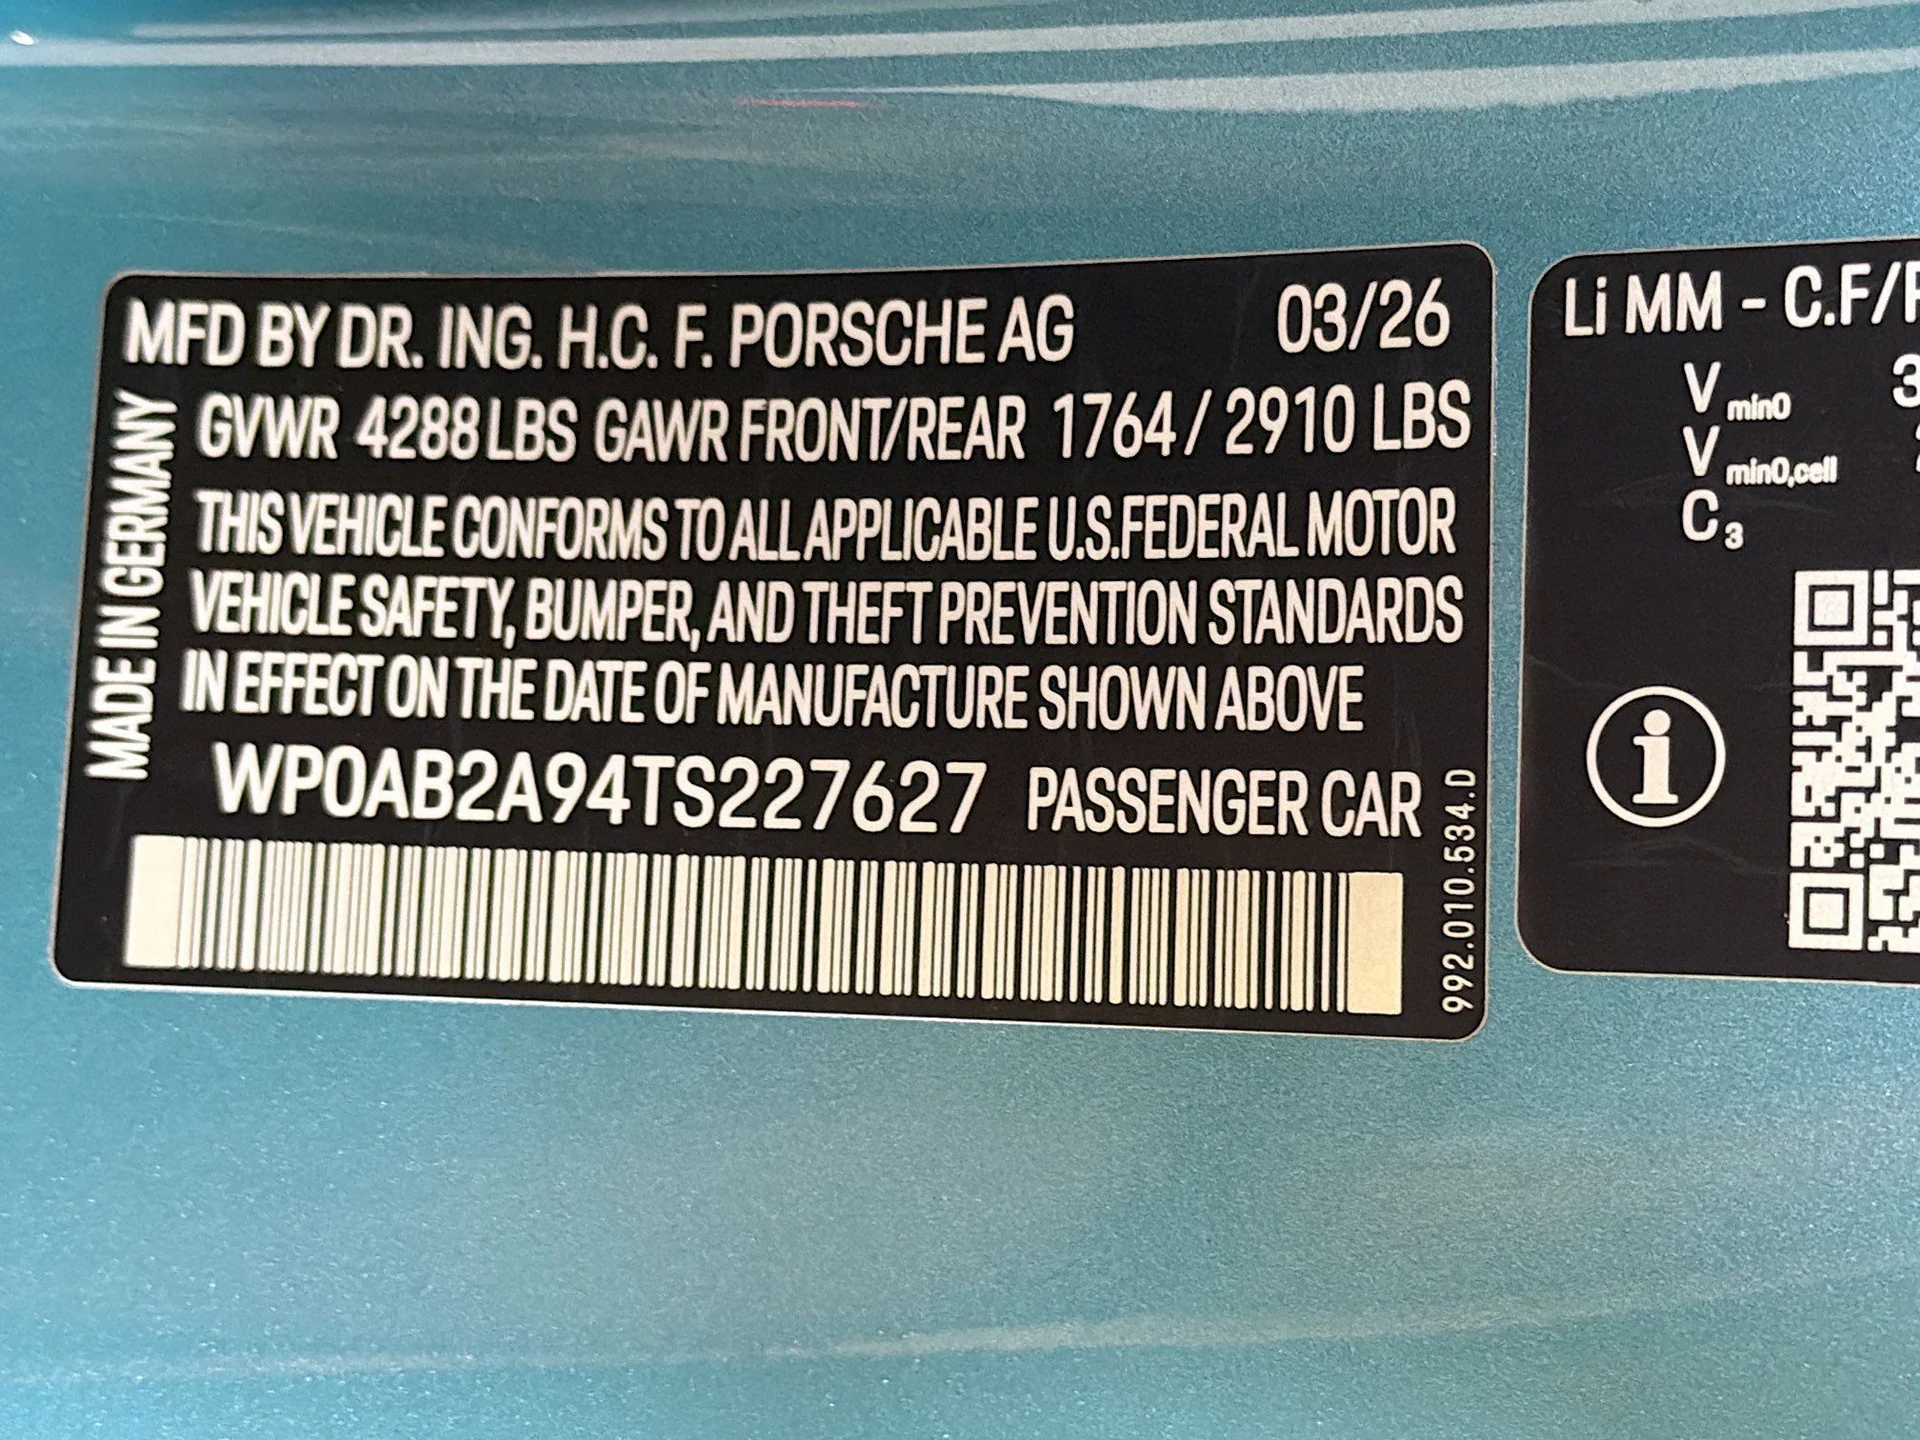 MFD BY DR. ING. H.C. F. PORSCHE AG 03/26
GVWR 4288 LBS GAWR FRONT/REAR 1764 / 2910 LBS
THIS VEHICLE CONFORMS TO ALL APPLICABLE U.S.FEDERAL MOTOR
VEHICLE SAFETY, BUMPER, AND THEFT PREVENTION STANDARDS
IN EFFECT ON THE DATE OF MANUFACTURE SHOWN ABOVE
WP0AB2A94TS227627 PASSENGER CAR
MADE IN GERMANY
992.010.534.D
Li MM - C.F/
V min0 3
V min0,cell
C 3